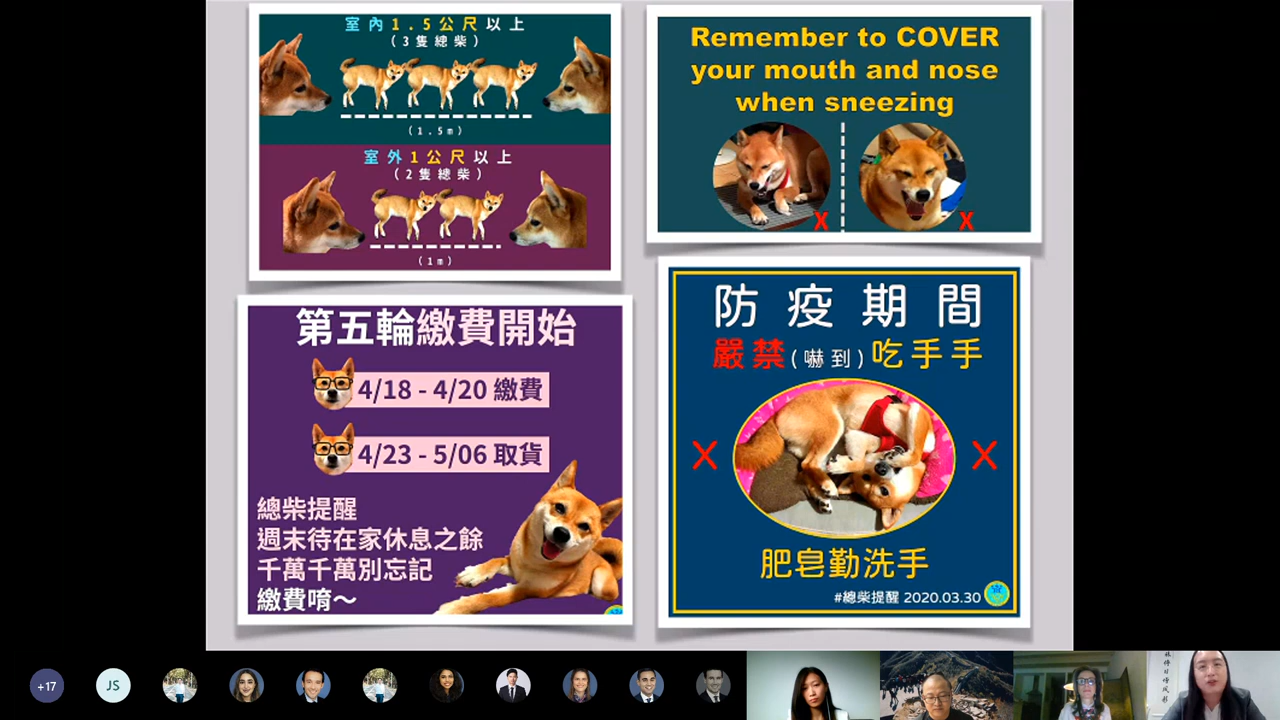 室內1.5公尺以上
(3隻總柴)
(1.5m)
室外1公尺以上
(2隻總柴)
(1m)
Remember to COVER
your mouth and nose
when sneezing
X X
第五輪繳費開始
4/18 - 4/20 繳費
4/23 - 5/06 取貨
總柴提醒
週末待在家休息之餘
千萬千萬別忘記
繳費唷～
防疫期間
嚴禁(嚇到)吃手手
X X
肥皂勤洗手
#總柴提醒 2020.03.30
+17
JS